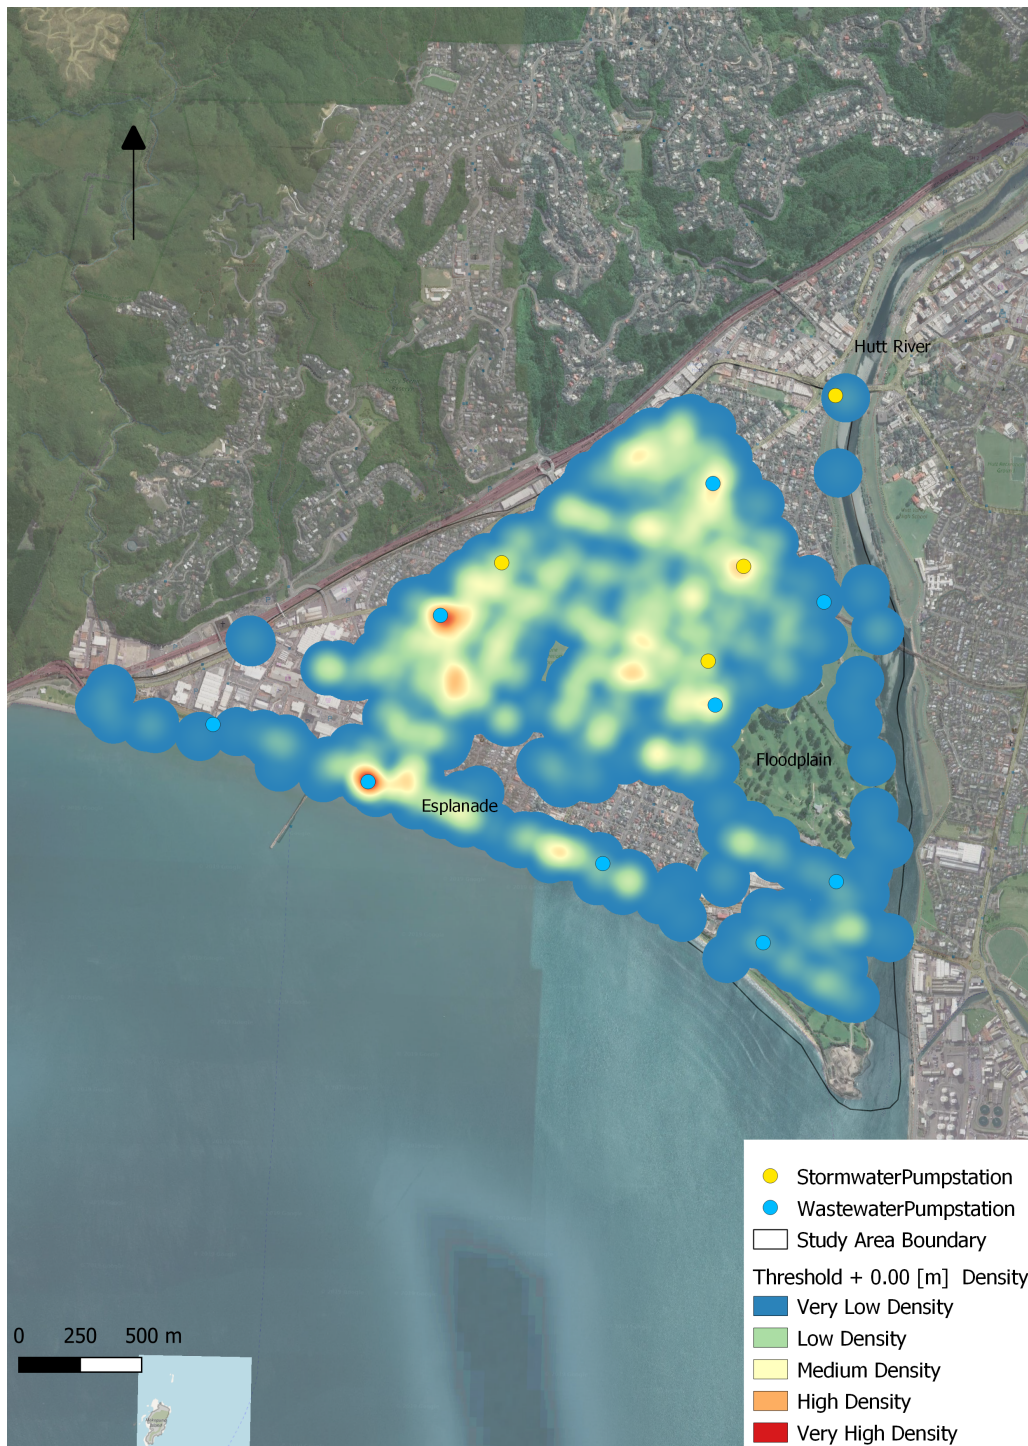 Hutt River
Floodplain
Esplanade
StormwaterPumpstation
WastewaterPumpstation
Study Area Boundary
Threshold + 0.00 [m] Density
Very Low Density
Low Density
Medium Density
High Density
Very High Density
0 250 500 m